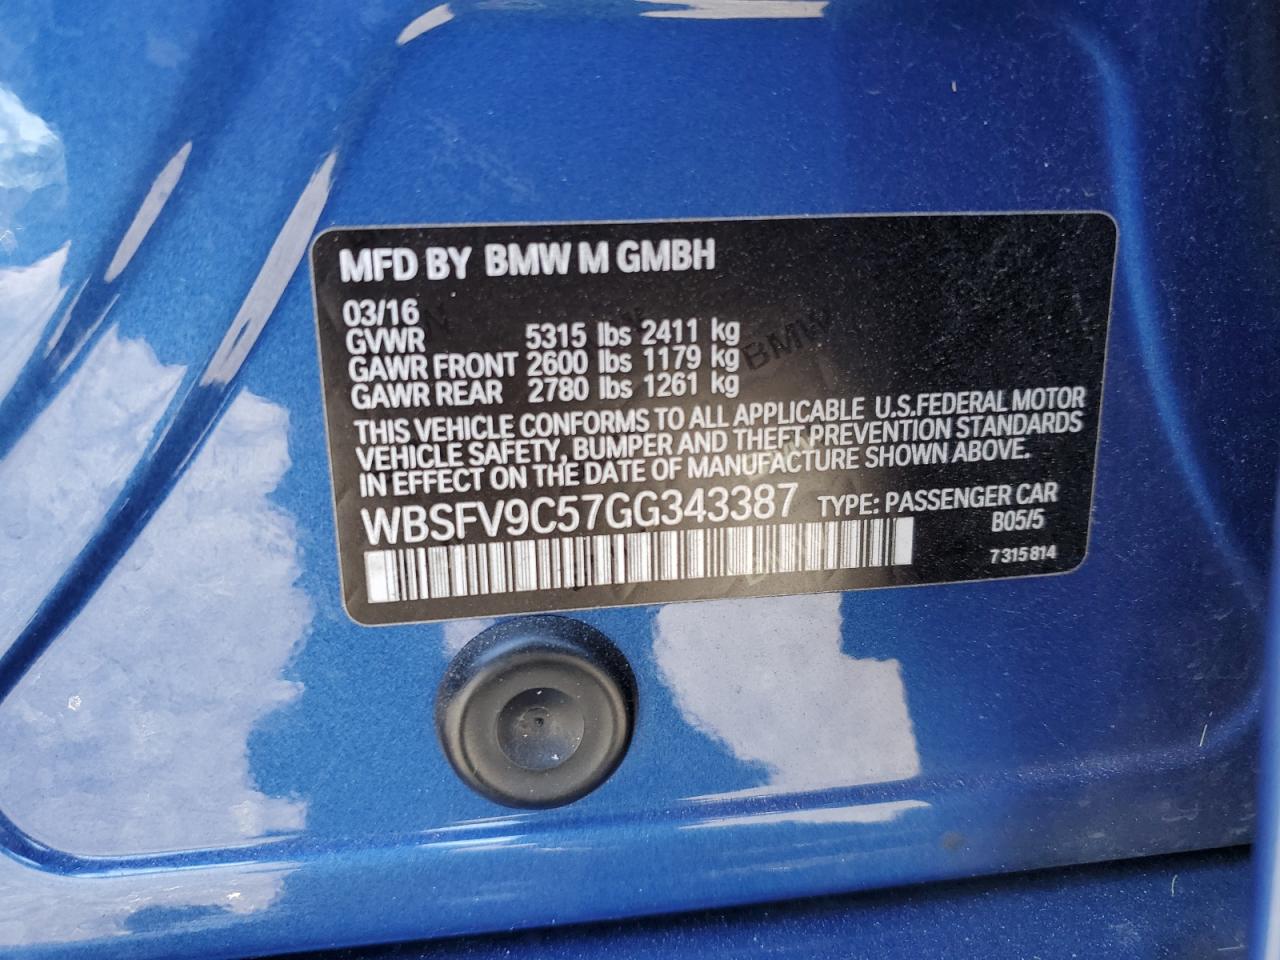 MFD BY BMW M GMBH
03/16
GVWR 5315 lbs 2411 kg
GAWR FRONT 2600 lbs 1179 kg
GAWR REAR 2780 lbs 1261 kg
BMW
THIS VEHICLE CONFORMS TO ALL APPLICABLE U.S.FEDERAL MOTOR
VEHICLE SAFETY, BUMPER AND THEFT PREVENTION STANDARDS
IN EFFECT ON THE DATE OF MANUFACTURE SHOWN ABOVE.
WBSFV9C57GG343387 TYPE: PASSENGER CAR
B05/5
7315814